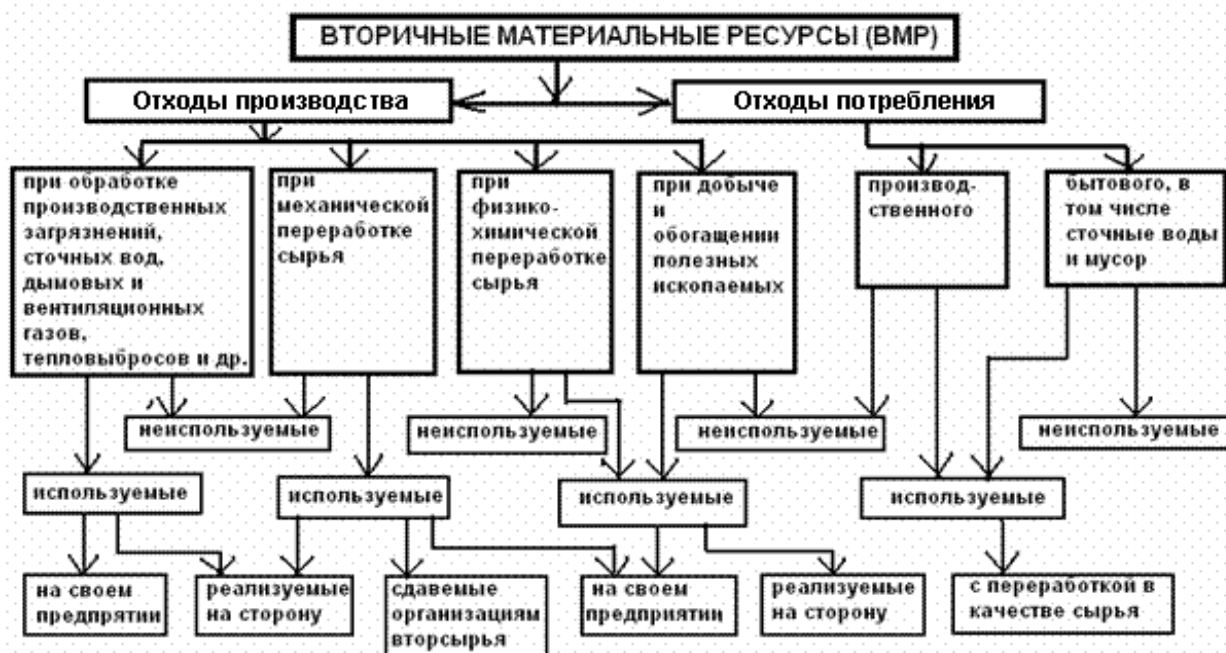 ВТОРИЧНЫЕ МАТЕРИАЛЬНЫЕ РЕСУРСЫ (ВМР)
Отходы производства
Отходы потребления
при обработке
производственных
загрязнений,
сточных вод,
дымовых и
вентиляционных
газов,
тепловыбросов и др.
при
механической
переработке
сырья
при
физико-
химической
переработке
сырья
при добыче
и
обогащении
полезных
ископаемых
производ-
ственного
бытового, в
том числе
сточные воды
и мусор
неиспользуемые
неиспользуемые
неиспользуемые
неиспользуемые
используемые
используемые
используемые
используемые
на своем
предпрятии
реализуемые
на сторону
сдавемые
организациям
вторсырья
на своем
предприятии
реализуемые
на сторону
с переработкой в
качестве сырья